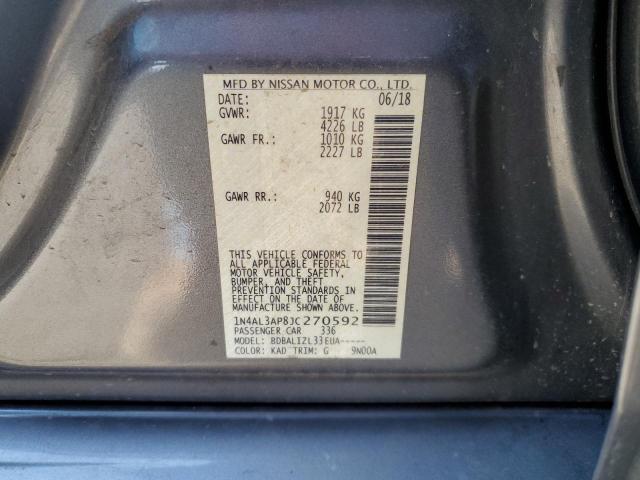 MFD BY NISSAN MOTOR CO., LTD.
DATE: 06/18
GVWR: 1917 KG
4226 LB
GAWR FR.: 1010 KG
2227 LB
GAWR RR.: 940 KG
2072 LB
THIS VEHICLE CONFORMS TO
ALL APPLICABLE FEDERAL
MOTOR VEHICLE SAFETY,
BUMPER, AND THEFT
PREVENTION STANDARDS IN
EFFECT ON THE DATE OF
MANUFACTURE SHOWN ABOVE.
1N4AL3AP8JC270592
PASSENGER CAR 336
MODEL: BDBALIZL33EUA-----
COLOR: KAD TRIM: G 9N00A